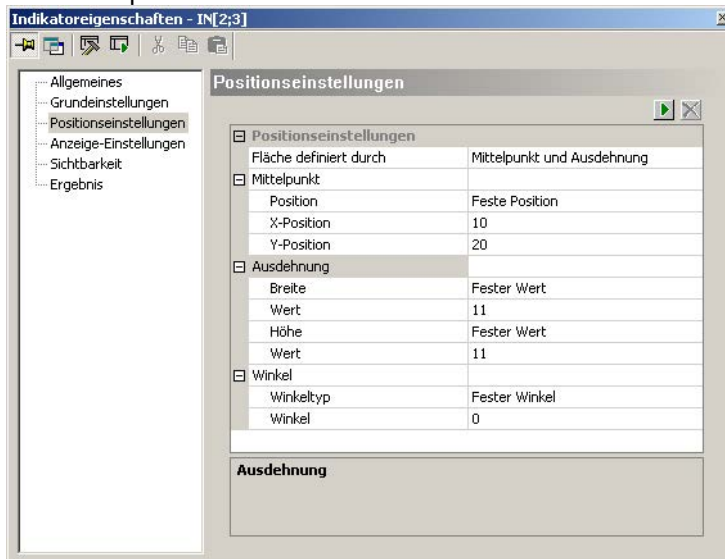 Indikatoreigenschaften - IN[2;3]
Allgemeines
Grundeinstellungen
Positionseinstellungen
Anzeige-Einstellungen
Sichtbarkeit
Ergebnis
Positionseinstellungen
Positionseinstellungen
Fläche definiert durch Mittelpunkt und Ausdehnung
Mittelpunkt
Position Feste Position
X-Position 10
Y-Position 20
Ausdehnung
Breite Fester Wert
Wert 11
Höhe Fester Wert
Wert 11
Winkel
Winkeltyp Fester Winkel
Winkel 0
Ausdehnung